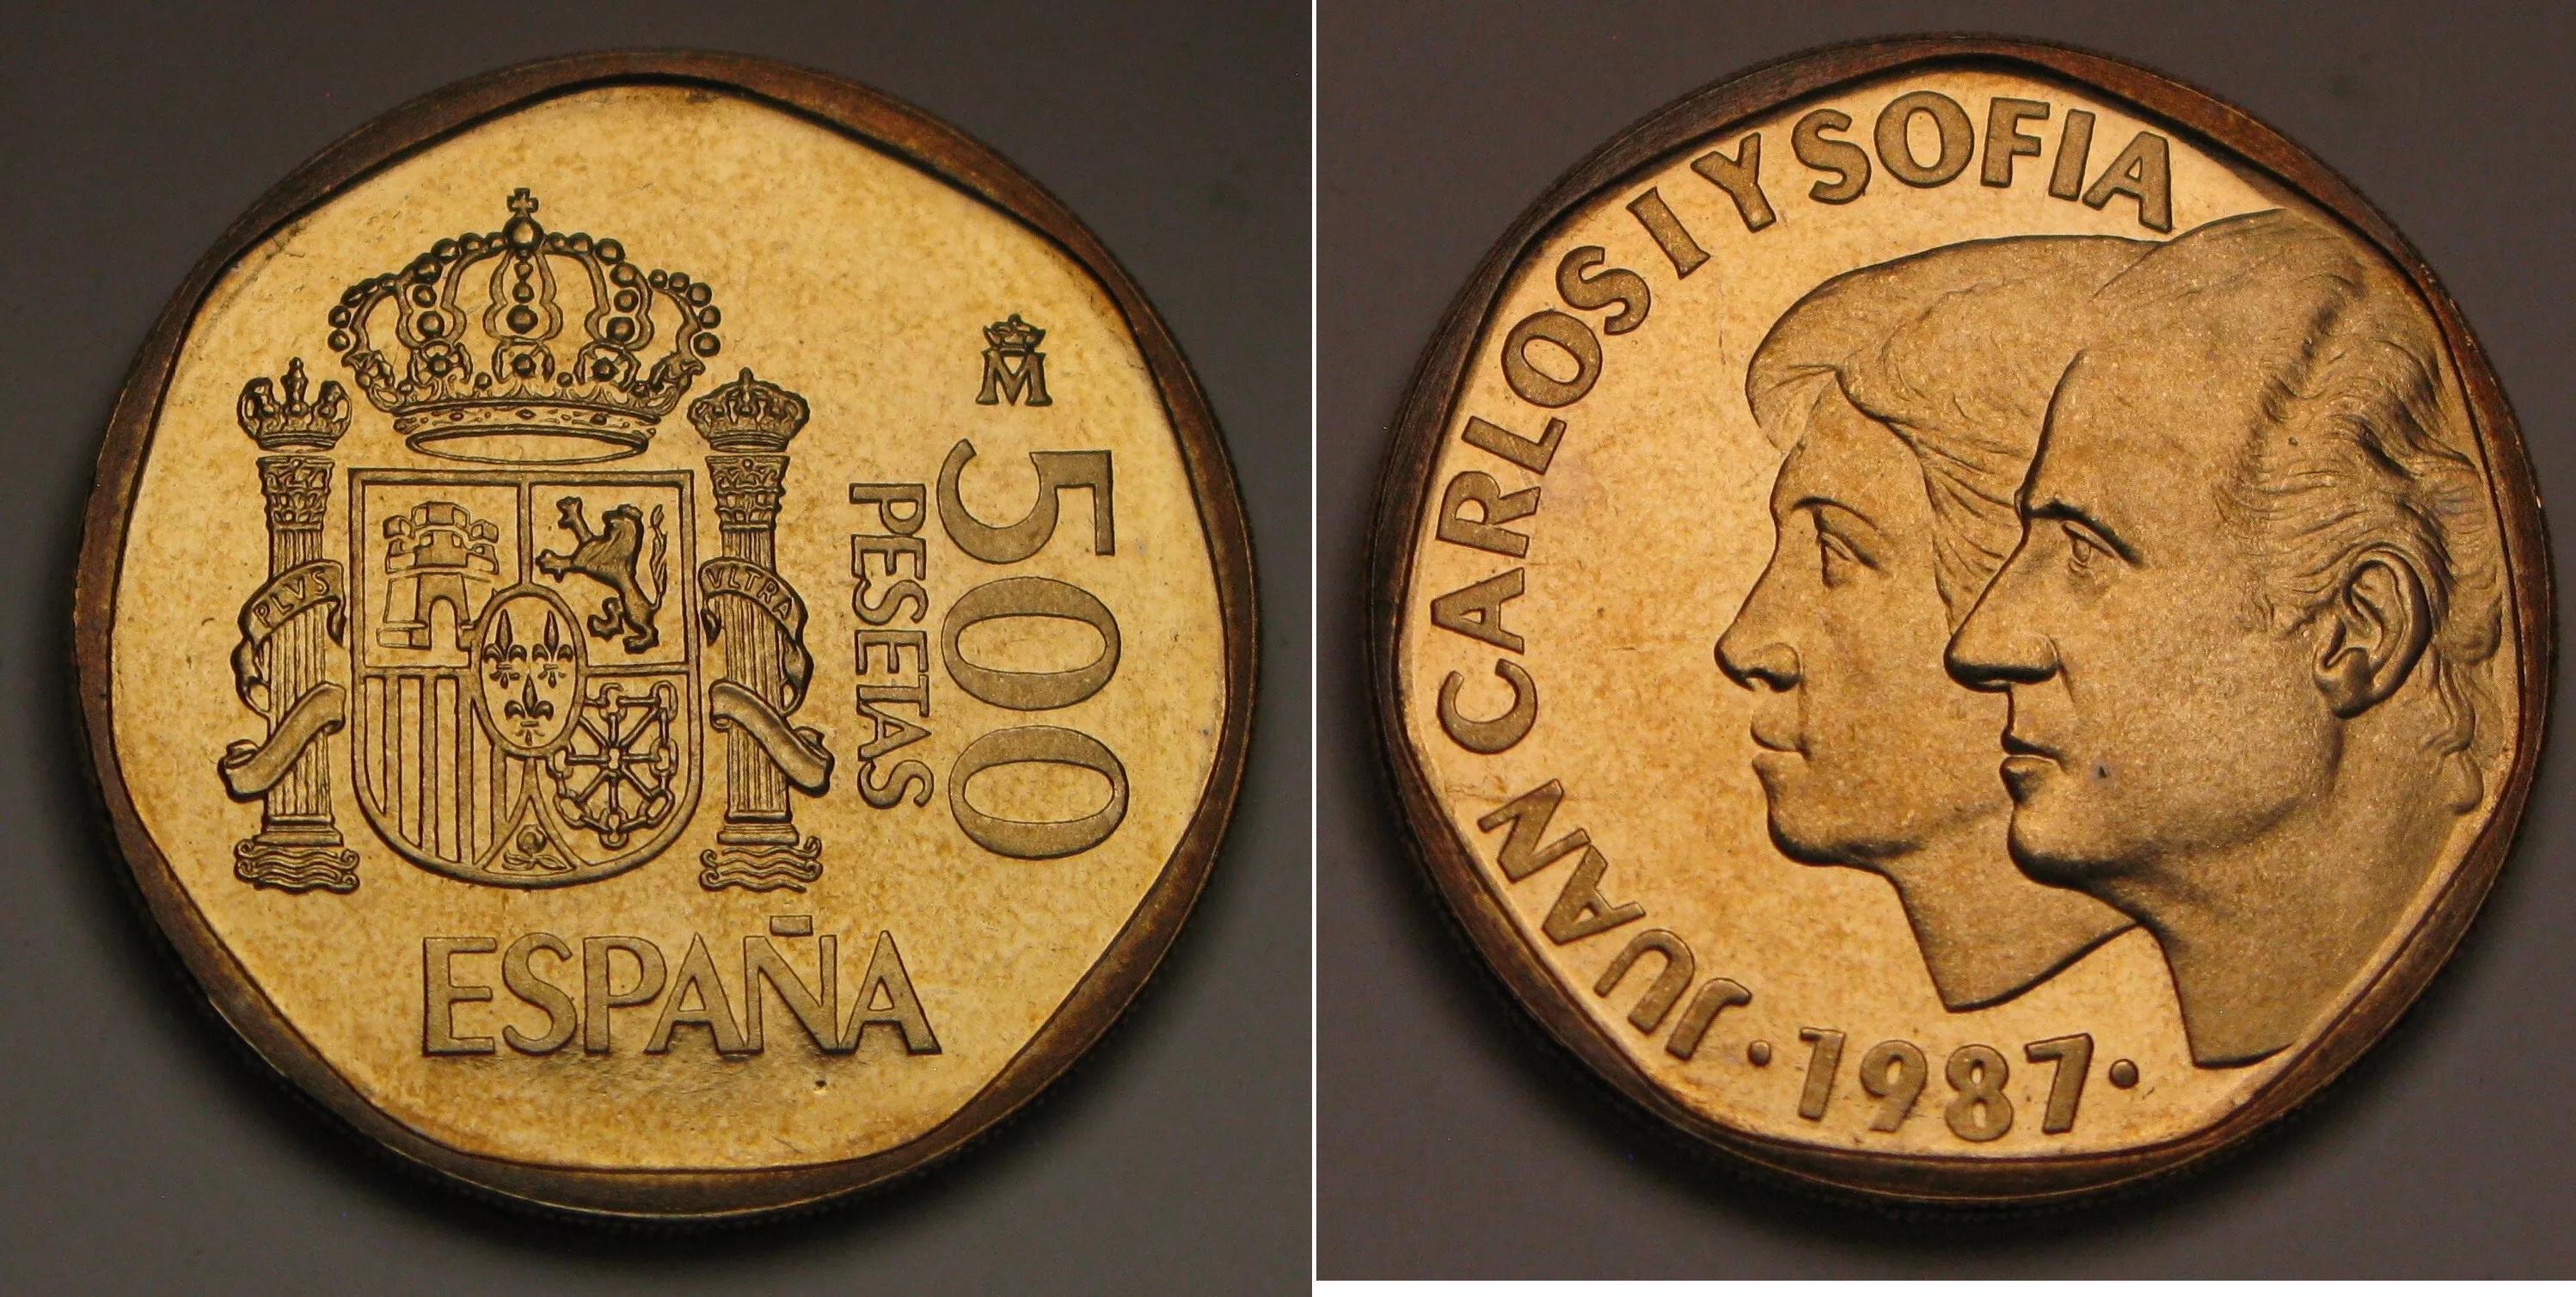 M
500
PESETAS
PLVS
VLTRA
ESPAÑA
JUAN CARLOS I Y SOFIA
· 1987 ·